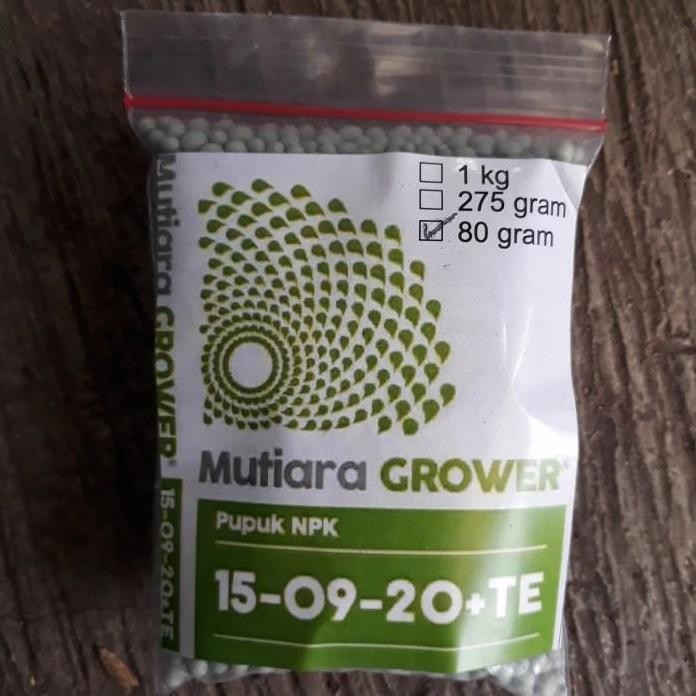 1 kg
275 gram
80 gram
Mutiara GROWER®
Pupuk NPK
15-09-20+TE
Mutiara GROWER®
15-09-20+TE